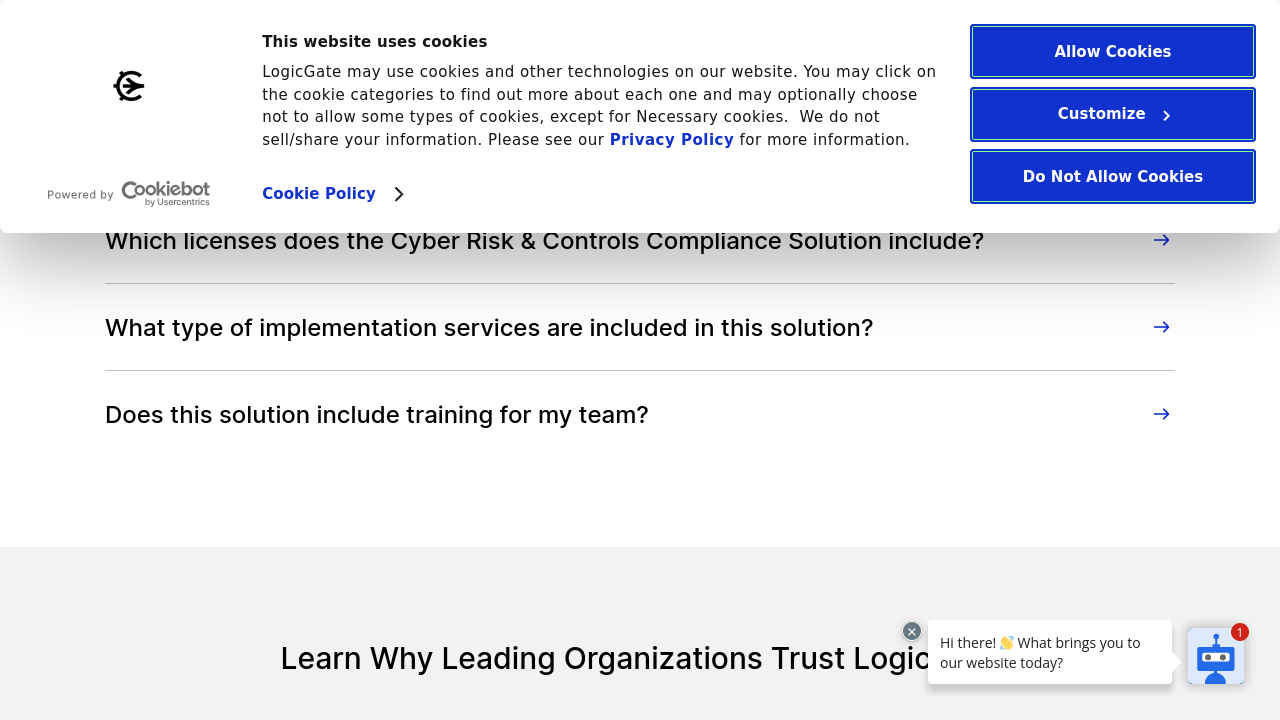 This website uses cookies
LogicGate may use cookies and other technologies on our website. You may click on
the cookie categories to find out more about each one and may optionally choose
not to allow some types of cookies, except for Necessary cookies.  We do not
sell/share your information. Please see our Privacy Policy for more information.
Cookie Policy
Powered by Cookiebot
by Usercentrics
Allow Cookies
Customize
Do Not Allow Cookies
Which licenses does the Cyber Risk & Controls Compliance Solution include?
What type of implementation services are included in this solution?
Does this solution include training for my team?
Learn Why Leading Organizations Trust Logic
Hi there! 👋 What brings you to
our website today?
1